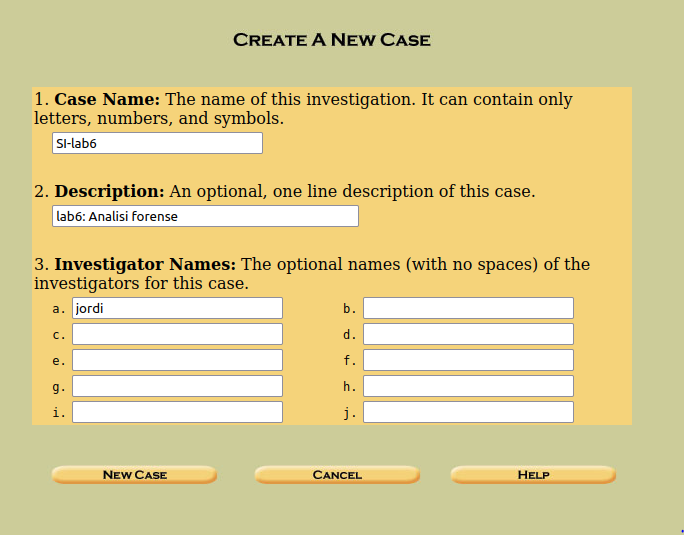 CREATE A NEW CASE
1. Case Name: The name of this investigation. It can contain only
letters, numbers, and symbols.
SI-lab6
2. Description: An optional, one line description of this case.
lab6: Analisi forense
3. Investigator Names: The optional names (with no spaces) of the
investigators for this case.
a. jordi b.
c. d.
e. f.
g. h.
i. j.
NEW CASE CANCEL HELP